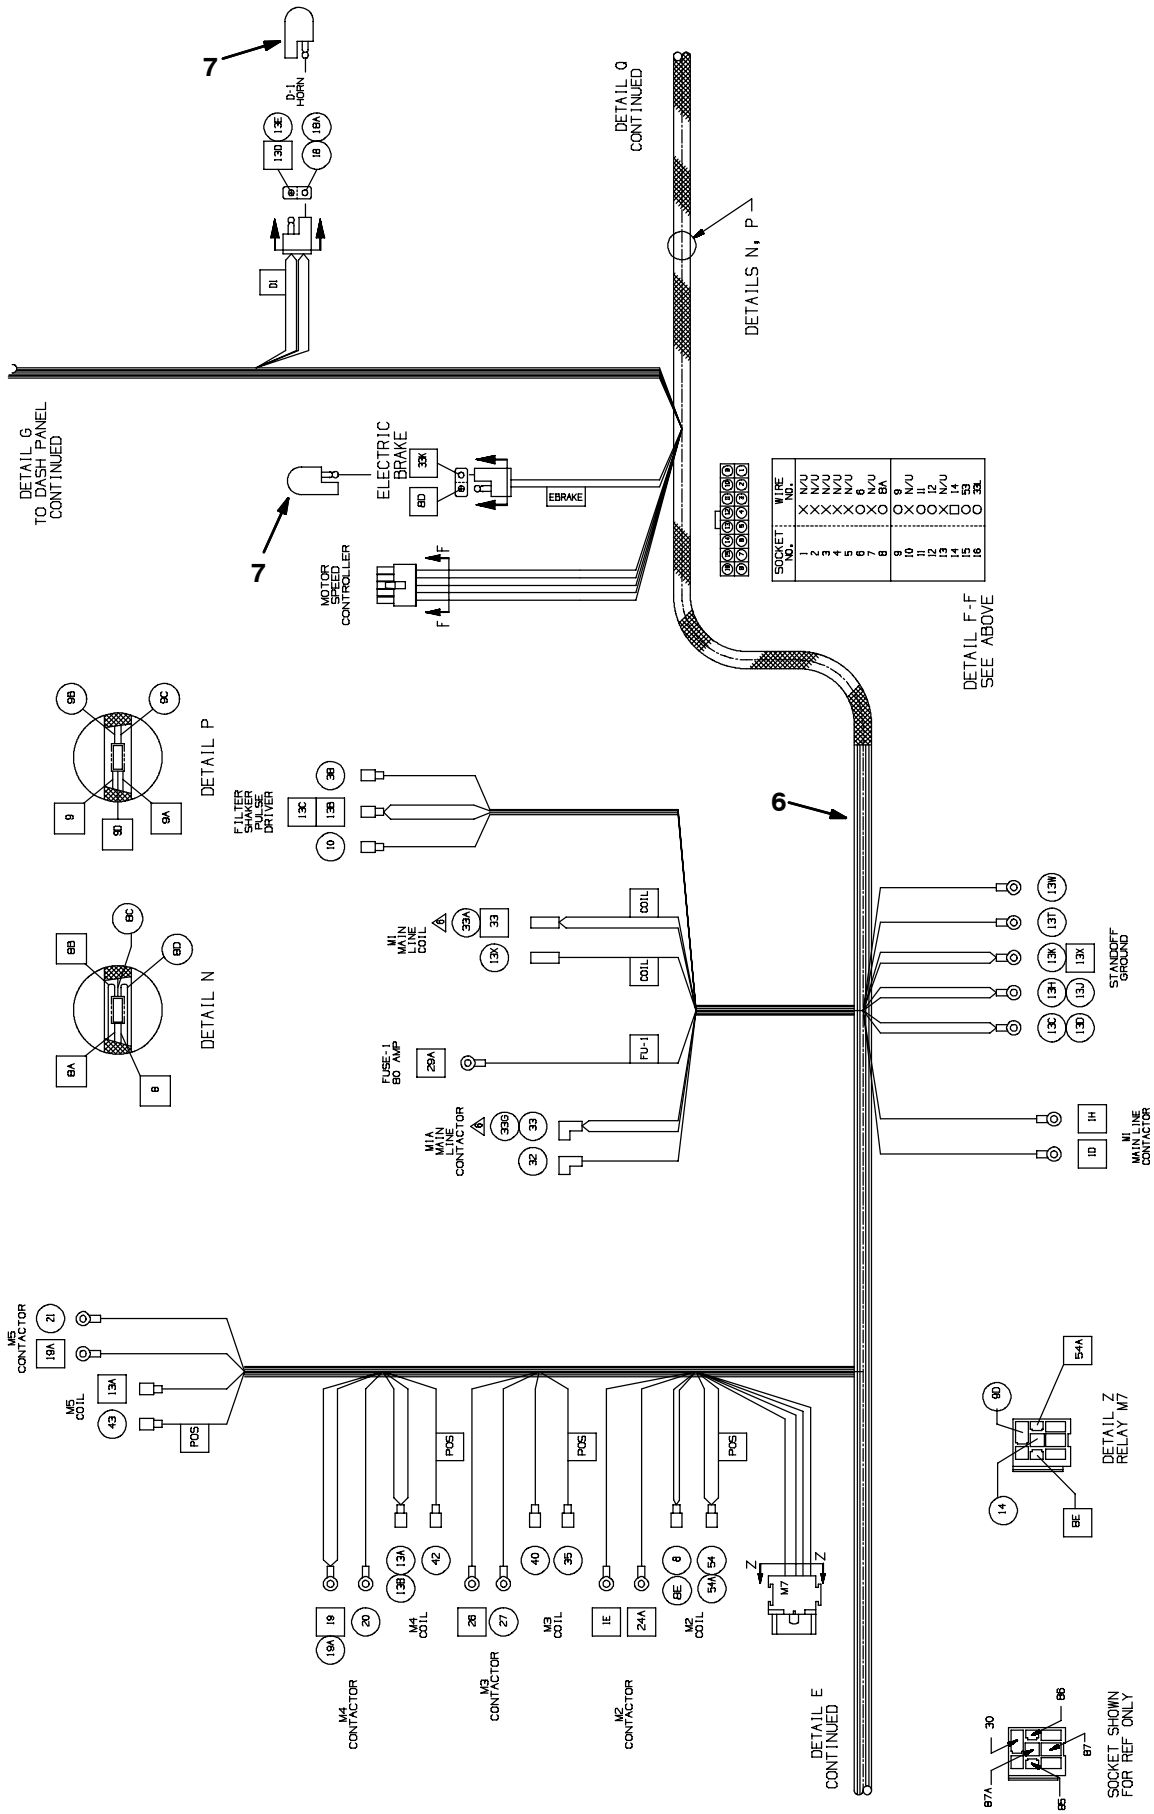 7
D-1
HORN
13D
13E
18
18A
D1
DETAIL G
TO DASH PANEL
CONTINUED
DETAIL Q
CONTINUED
DETAILS N, P
7
ELECTRIC
BRAKE
8D
33K
EBRAKE
MOTOR
SPEED
CONTROLLER
F
F
SOCKET NO. WIRE NO.
1 X N/U
2 X N/U
3 X N/U
4 X N/U
5 X N/U
6 O 6
7 X N/U
8 O 8A
9 O 9
10 X N/U
11 O 11
12 O 12
13 X N/U
14 □ 14
15 O 53
16 O 33L
DETAIL F-F
SEE ABOVE
9
9B
9D
9A
9C
DETAIL P
8A
8B
8C
8
8D
DETAIL N
FILTER
SHAKER
PULSE
DRIVER
38
13C
13B
10
6
M1
MAIN
LINE
COIL
6
33A
33
13X
COIL
COIL
FUSE-1
80 AMP
29A
FU-1
M1A
MAIN
LINE
CONTACTOR
6
33G
33
32
13W
13T
13K
13X
13H
13J
13C
13D
STANDOFF
GROUND
1H
1D
M1
MAIN LINE
CONTACTOR
M5
CONTACTOR
21
19A
M5
COIL
13A
43
POS
19
19A
20
M4
CONTACTOR
13A
13B
42
M4
COIL
POS
26
27
M3
CONTACTOR
40
35
M3
COIL
POS
1E
24A
M2
CONTACTOR
8
8E
54
54A
M2
COIL
POS
Z
Z
M7
DETAIL E
CONTINUED
9D
54A
14
8E
DETAIL Z
RELAY M7
30
86
87A
87
85
SOCKET SHOWN
FOR REF ONLY